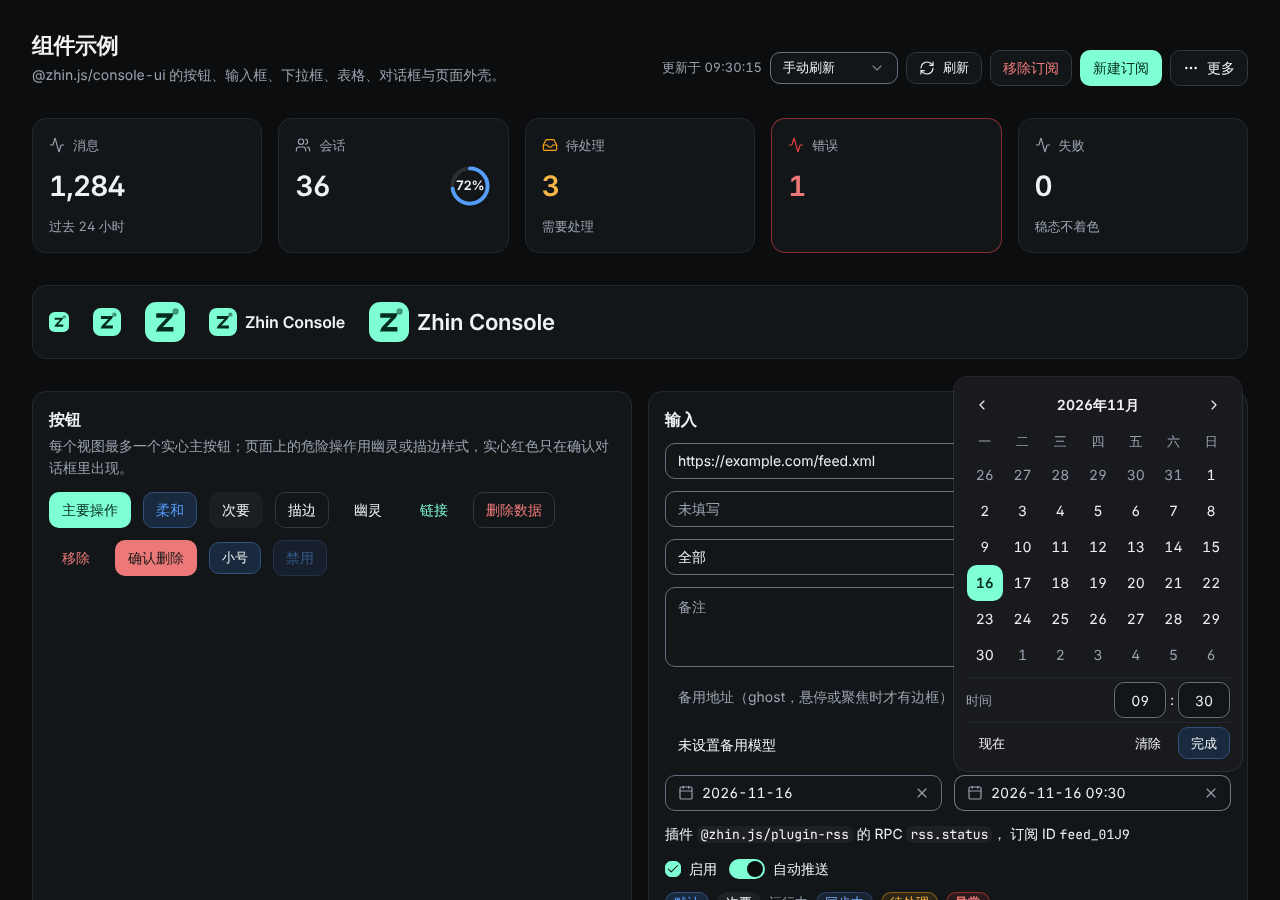 组件示例
@zhin.js/console-ui 的按钮、输入框、下拉框、表格、对话框与页面外壳。
更新于 09:30:15
手动刷新
刷新
移除订阅
新建订阅
更多
消息
1,284
过去 24 小时
会话
36
72%
待处理
3
需要处理
错误
1
失败
0
稳态不着色
Zhin Console
Zhin Console
按钮
每个视图最多一个实心主按钮；页面上的危险操作用幽灵或描边样式，实心红色只在确认对
话框里出现。
主要操作
柔和
次要
描边
幽灵
链接
删除数据
移除
确认删除
小号
禁用
输入
https://example.com/feed.xml
未填写
全部
备注
备用地址（ghost，悬停或聚焦时才有边框）
未设置备用模型
2026年11月
一 二 三 四 五 六 日
26 27 28 29 30 31 1
2 3 4 5 6 7 8
9 10 11 12 13 14 15
16 17 18 19 20 21 22
23 24 25 26 27 28 29
30 1 2 3 4 5 6
时间
09 : 30
现在
清除
完成
2026-11-16
2026-11-16 09:30
插件 @zhin.js/plugin-rss 的 RPC rss.status ，订阅 ID feed_01J9
启用
自动推送